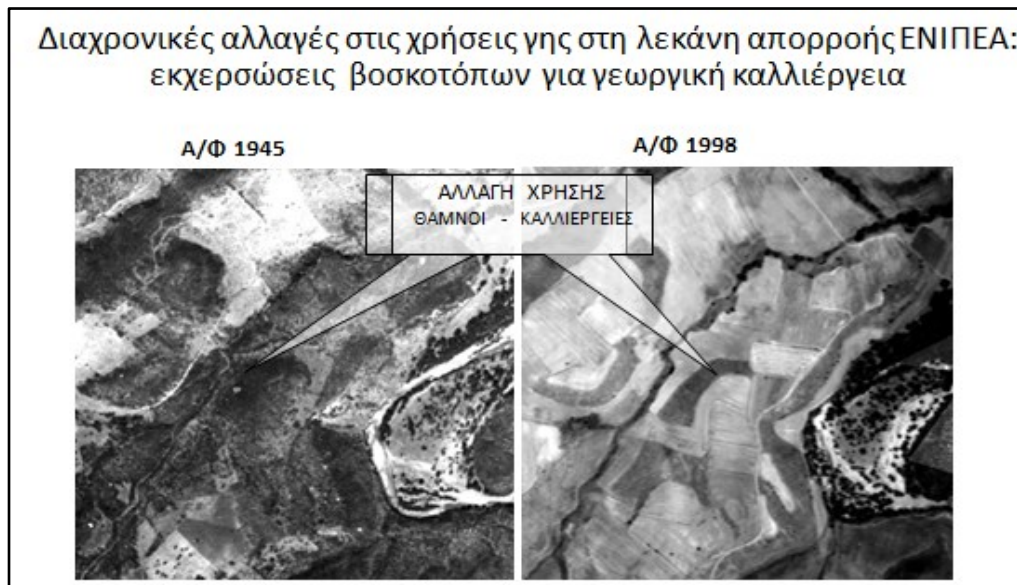 Διαχρονικές αλλαγές στις χρήσεις γης στη λεκάνη απορροής ΕΝΙΠΕΑ:
εκχερσώσεις βοσκοτόπων για γεωργική καλλιέργεια
Α/Φ 1945
Α/Φ 1998
ΑΛΛΑΓΗ ΧΡΗΣΗΣ
ΘΑΜΝΟΙ - ΚΑΛΛΙΕΡΓΕΙΕΣ